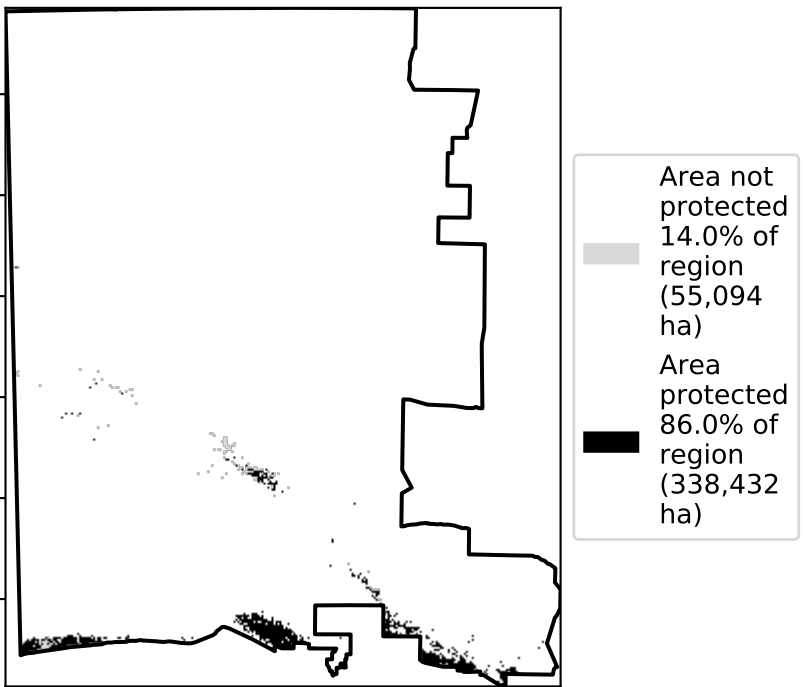 Area not
protected
14.0% of
region
(55,094
ha)
Area
protected
86.0% of
region
(338,432
ha)